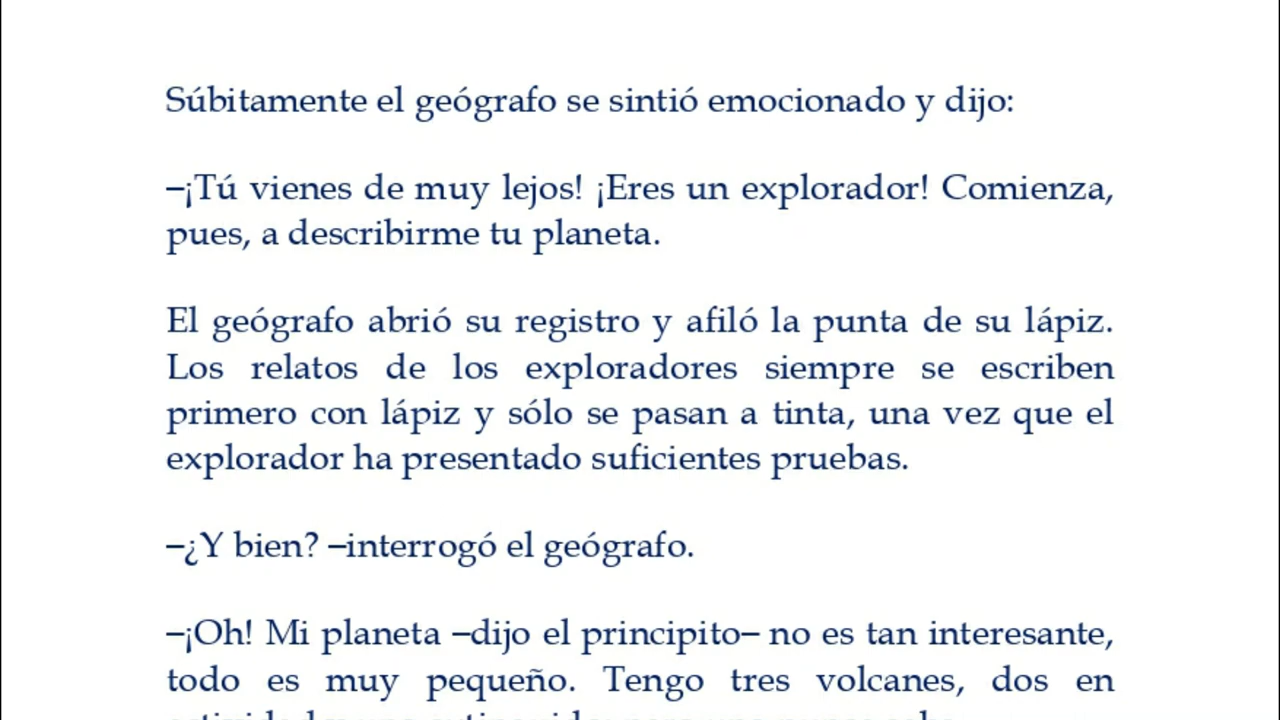 Súbitamente el geógrafo se sintió emocionado y dijo:
–¡Tú vienes de muy lejos! ¡Eres un explorador! Comienza,
pues, a describirme tu planeta.
El geógrafo abrió su registro y afiló la punta de su lápiz.
Los relatos de los exploradores siempre se escriben
primero con lápiz y sólo se pasan a tinta, una vez que el
explorador ha presentado suficientes pruebas.
–¿Y bien? –interrogó el geógrafo.
–¡Oh! Mi planeta –dijo el principito– no es tan interesante,
todo es muy pequeño. Tengo tres volcanes, dos en